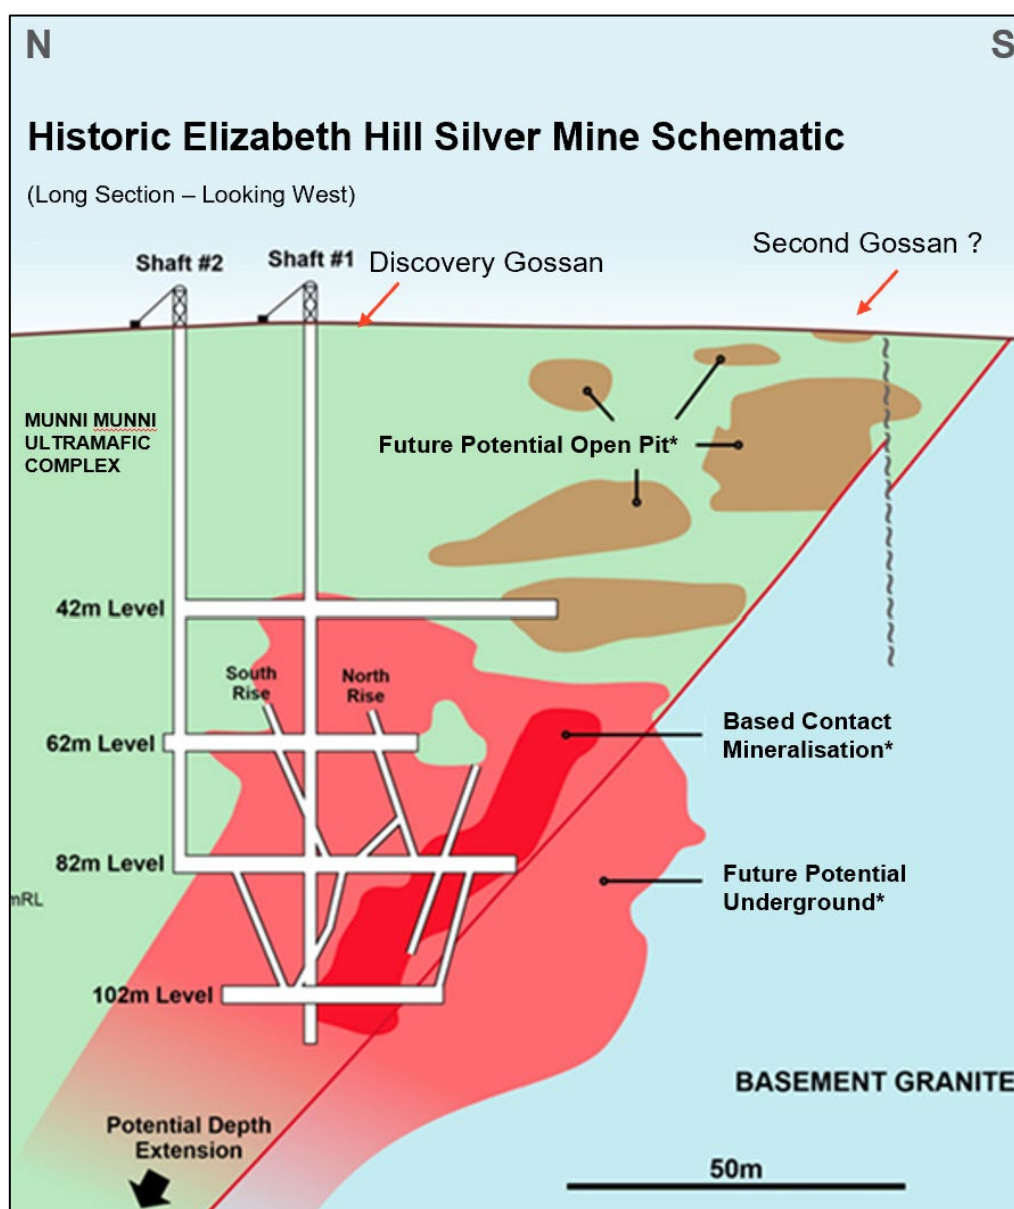 N
S
Historic Elizabeth Hill Silver Mine Schematic
(Long Section – Looking West)
Shaft #2
Shaft #1
Discovery Gossan
Second Gossan ?
MUNNI MUNNI
ULTRAMAFIC
COMPLEX
Future Potential Open Pit*
42m Level
South
Rise
North
Rise
62m Level
Based Contact
Mineralisation*
82m Level
mRL
Future Potential
Underground*
102m Level
BASEMENT GRANITE
Potential Depth
Extension
50m